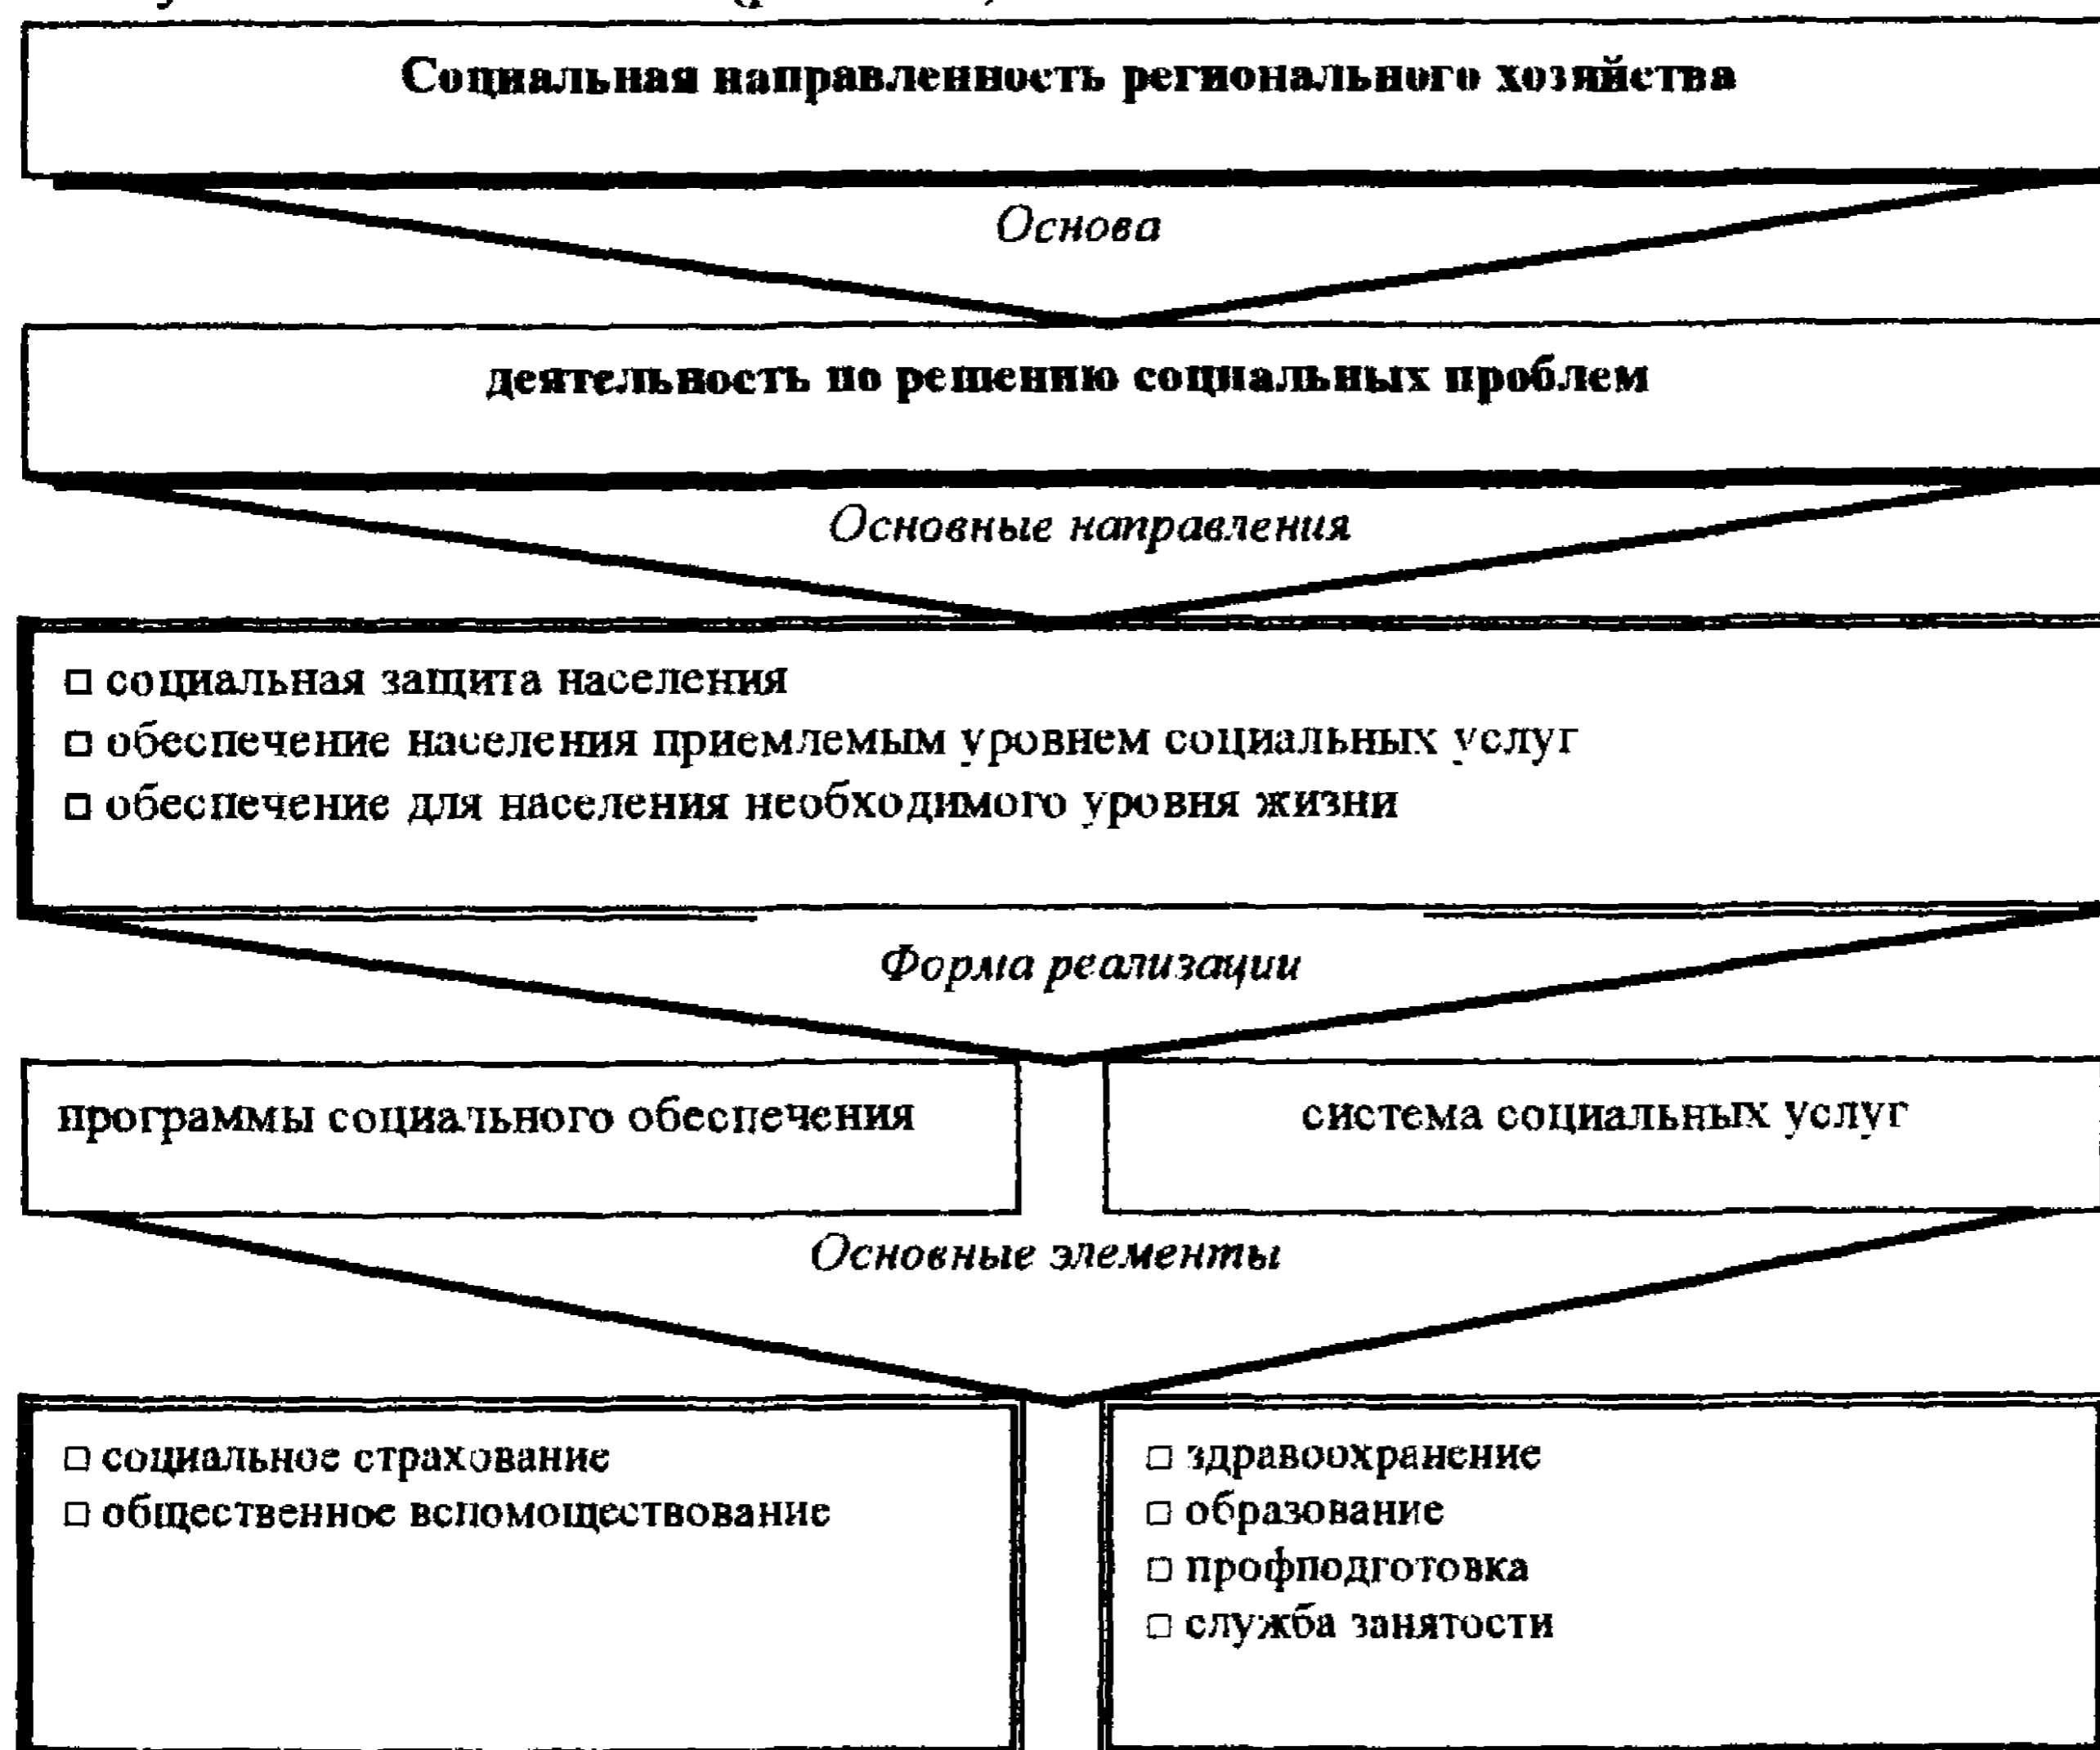 Социальная направленность регионального хозяйства
Основа
деятельность по решению социальных проблем
Основные направления
□ социальная защита населения
□ обеспечение населения приемлемым уровнем социальных услуг
□ обеспечение для населения необходимого уровня жизни
Форма реализации
программы социального обеспечения
система социальных услуг
Основные элементы
□ социальное страхование
□ общественное вспомоществование
□ здравоохранение
□ образование
□ профподготовка
□ служба занятости